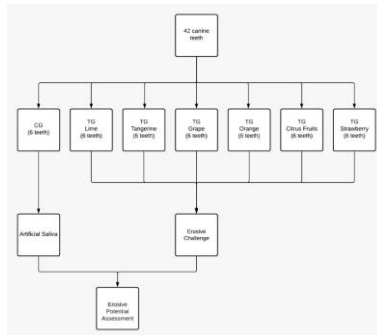 42 canine
teeth
CG
(6 teeth)
TG
Lime
(6 teeth)
TG
Tangerine
(6 teeth)
TG
Grape
(6 teeth)
TG
Orange
(6 teeth)
TG
Citrus Fruits
(6 teeth)
TG
Strawberry
(6 teeth)
Artificial Saliva
Erosive
Challenge
Erosive
Potential
Assessment